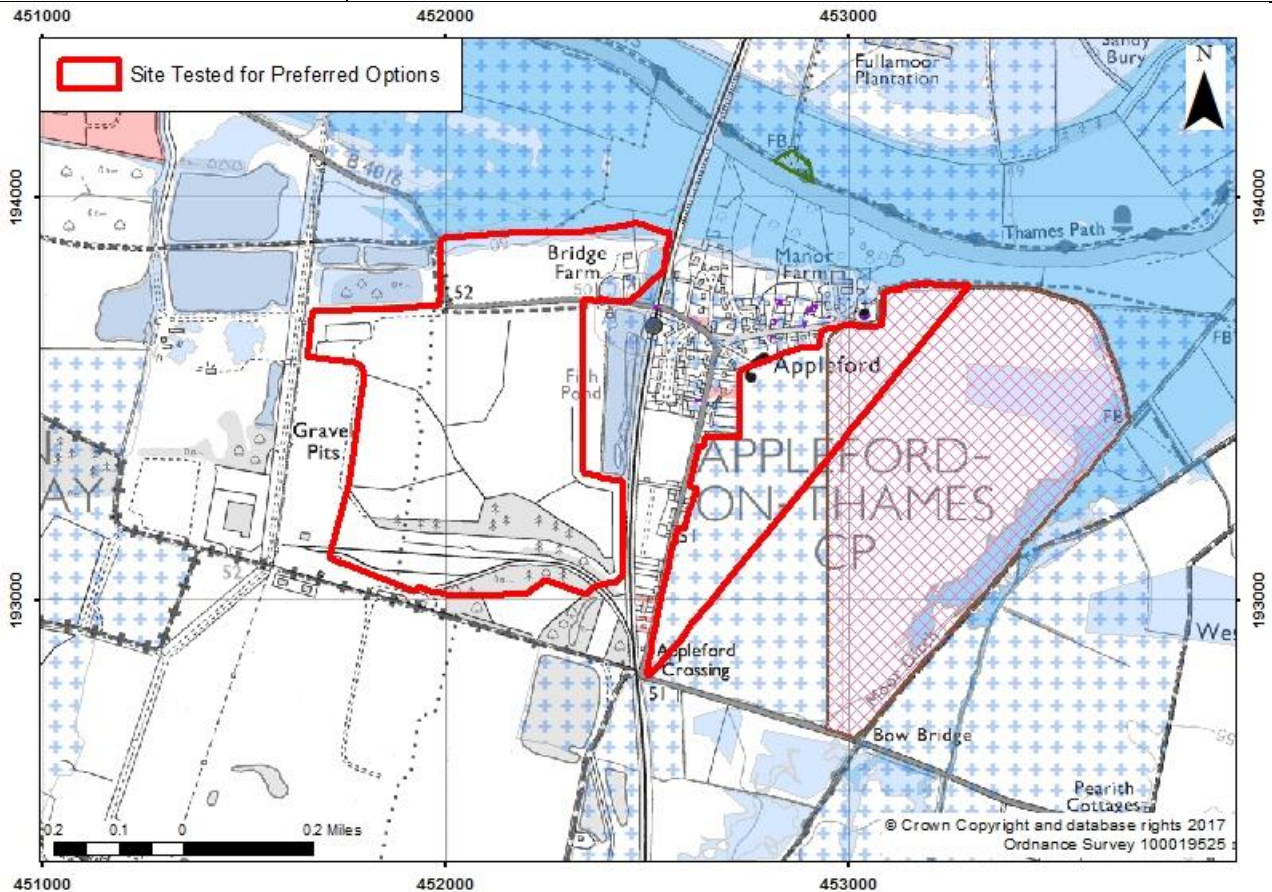 451000
452000
453000
Site Tested for Preferred Options
N
Fullamoor
Plantation
Sandy
Bury
FB
B 4016
194000
194000
Thames Path
Manor
Farm
Bridge
Farm
50
50
52
Appleford
FB
Fish
Pond
FB
Gravel
Pits
APPLEFORD-
ON-THAMES
CP
AY
51
52
193000
193000
Appleford
Crossing
51
Moor Ditch
Bow Bridge
Pearith
Cottages
0.2 0.1 0 0.2 Miles
© Crown Copyright and database rights 2017
Ordnance Survey 100019525
451000
452000
453000